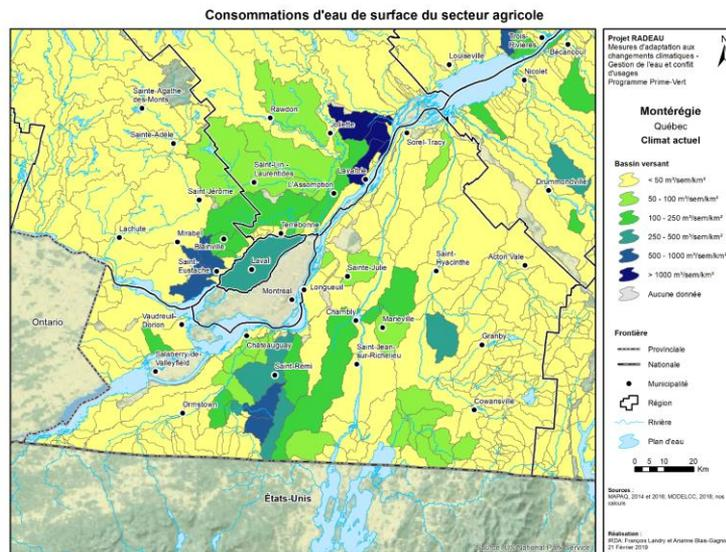 Consommations d'eau de surface du secteur agricole
Projet RADEAU
Mesures d'adaptation aux
changements climatiques -
Gestion de l'eau et conflit
d'usages
Programme Prime-Vert
N
Montérégie
Québec
Climat actuel
Bassin versant
< 50 m³/sem/km²
50 - 100 m³/sem/km²
100 - 250 m³/sem/km²
250 - 500 m³/sem/km²
500 - 1000 m³/sem/km²
> 1000 m³/sem/km²
Aucune donnée
Frontière
Provinciale
Nationale
Municipalité
Région
Rivière
Plan d'eau
0 5 10 20
Km
Sources :
MAPAQ, 2014 et 2016; MDDELCC, 2018; nos
calculs
Réalisation :
IRDA: François Landry et Arianne Blais-Gagnon
21 Février 2019
Trois-
Rivières
Bécancour
Louiseville
Nicolet
Sainte-Agathe
des-Monts
Rawdon
Joliette
Sainte-Adèle
Sorel-Tracy
Saint-Lin -
Laurentides
Lavaltrie
L'Assomption
Drummondville
Saint-Jérôme
Terrebonne
Lachute
Mirabel
Blainville
Saint-
Eustache
Laval
Saint-
Hyacinthe
Acton Vale
Sainte-Julie
Montréal
Longueuil
Ontario
Vaudreuil-
Dorion
Chambly
Marieville
Granby
Châteauguay
Saint-Jean
sur-Richelieu
Salaberry-de-
Valleyfield
Saint-Rémi
Ormstown
Cowansville
États-Unis
Source: US National Park Service